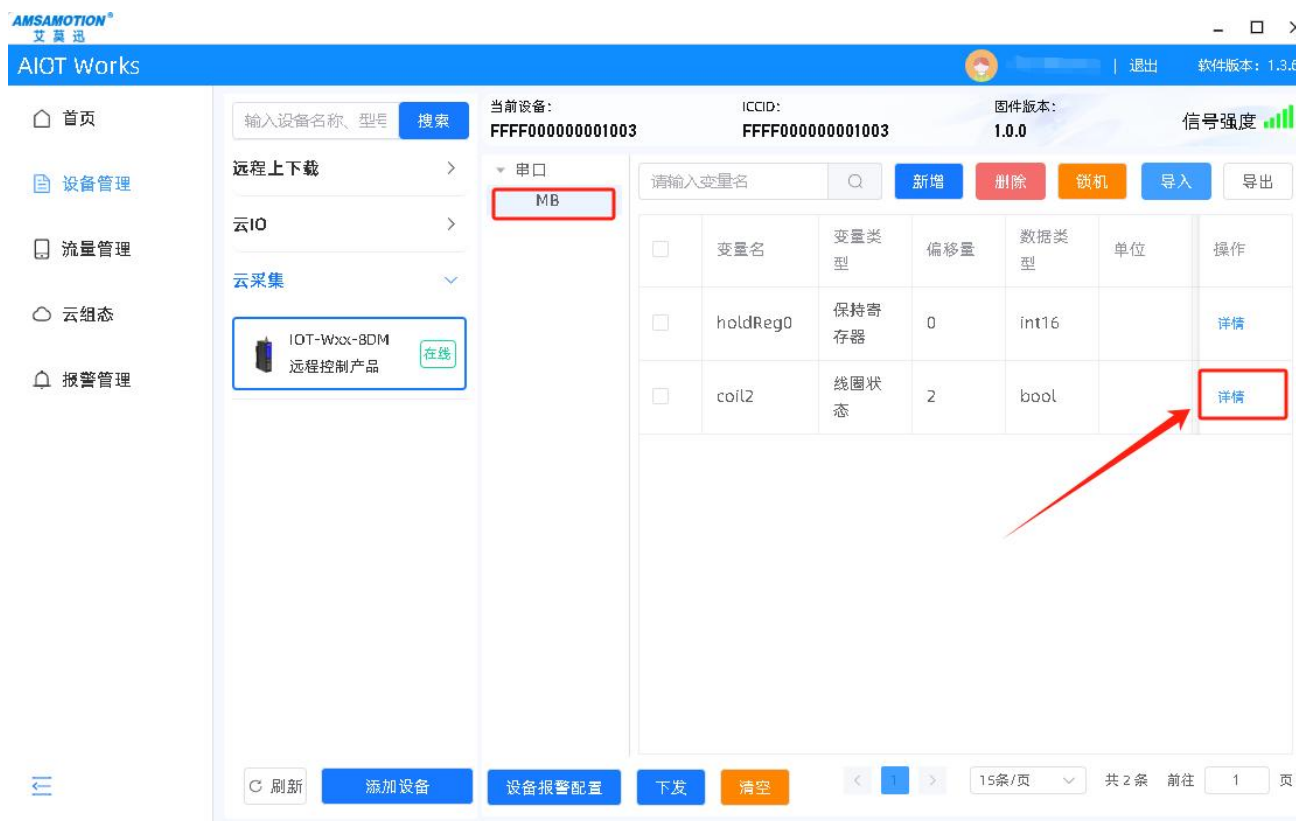 AMSAMOTION®
艾莫迅
AIOT Works
退出
软件版本: 1.3.6
首页
设备管理
流量管理
云组态
报警管理
输入设备名称、型号
搜索
远程上下载
云IO
云采集
IOT-Wxx-8DM
远程控制产品
在线
刷新
添加设备
当前设备:
FFFF000000001003
ICCID:
FFFF000000001003
固件版本:
1.0.0
信号强度
串口
MB
请输入变量名
新增
删除
锁机
导入
导出
变量名
变量类
型
偏移量
数据类
型
单位
操作
holdReg0
保持寄
存器
0
int16
详情
coil2
线圈状
态
2
bool
详情
设备报警配置
下发
清空
1
15条/页
共 2 条
前往
1
页